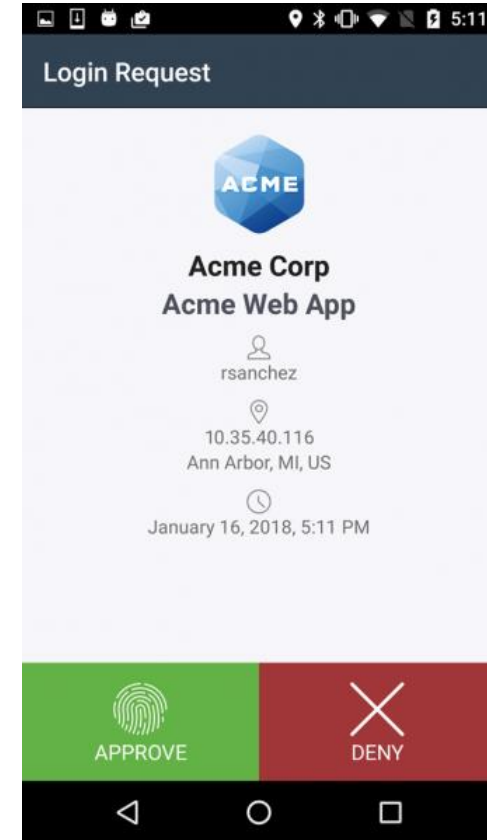 5:11
Login Request
ACME
Acme Corp
Acme Web App
rsanchez
10.35.40.116
Ann Arbor, MI, US
January 16, 2018, 5:11 PM
APPROVE
DENY